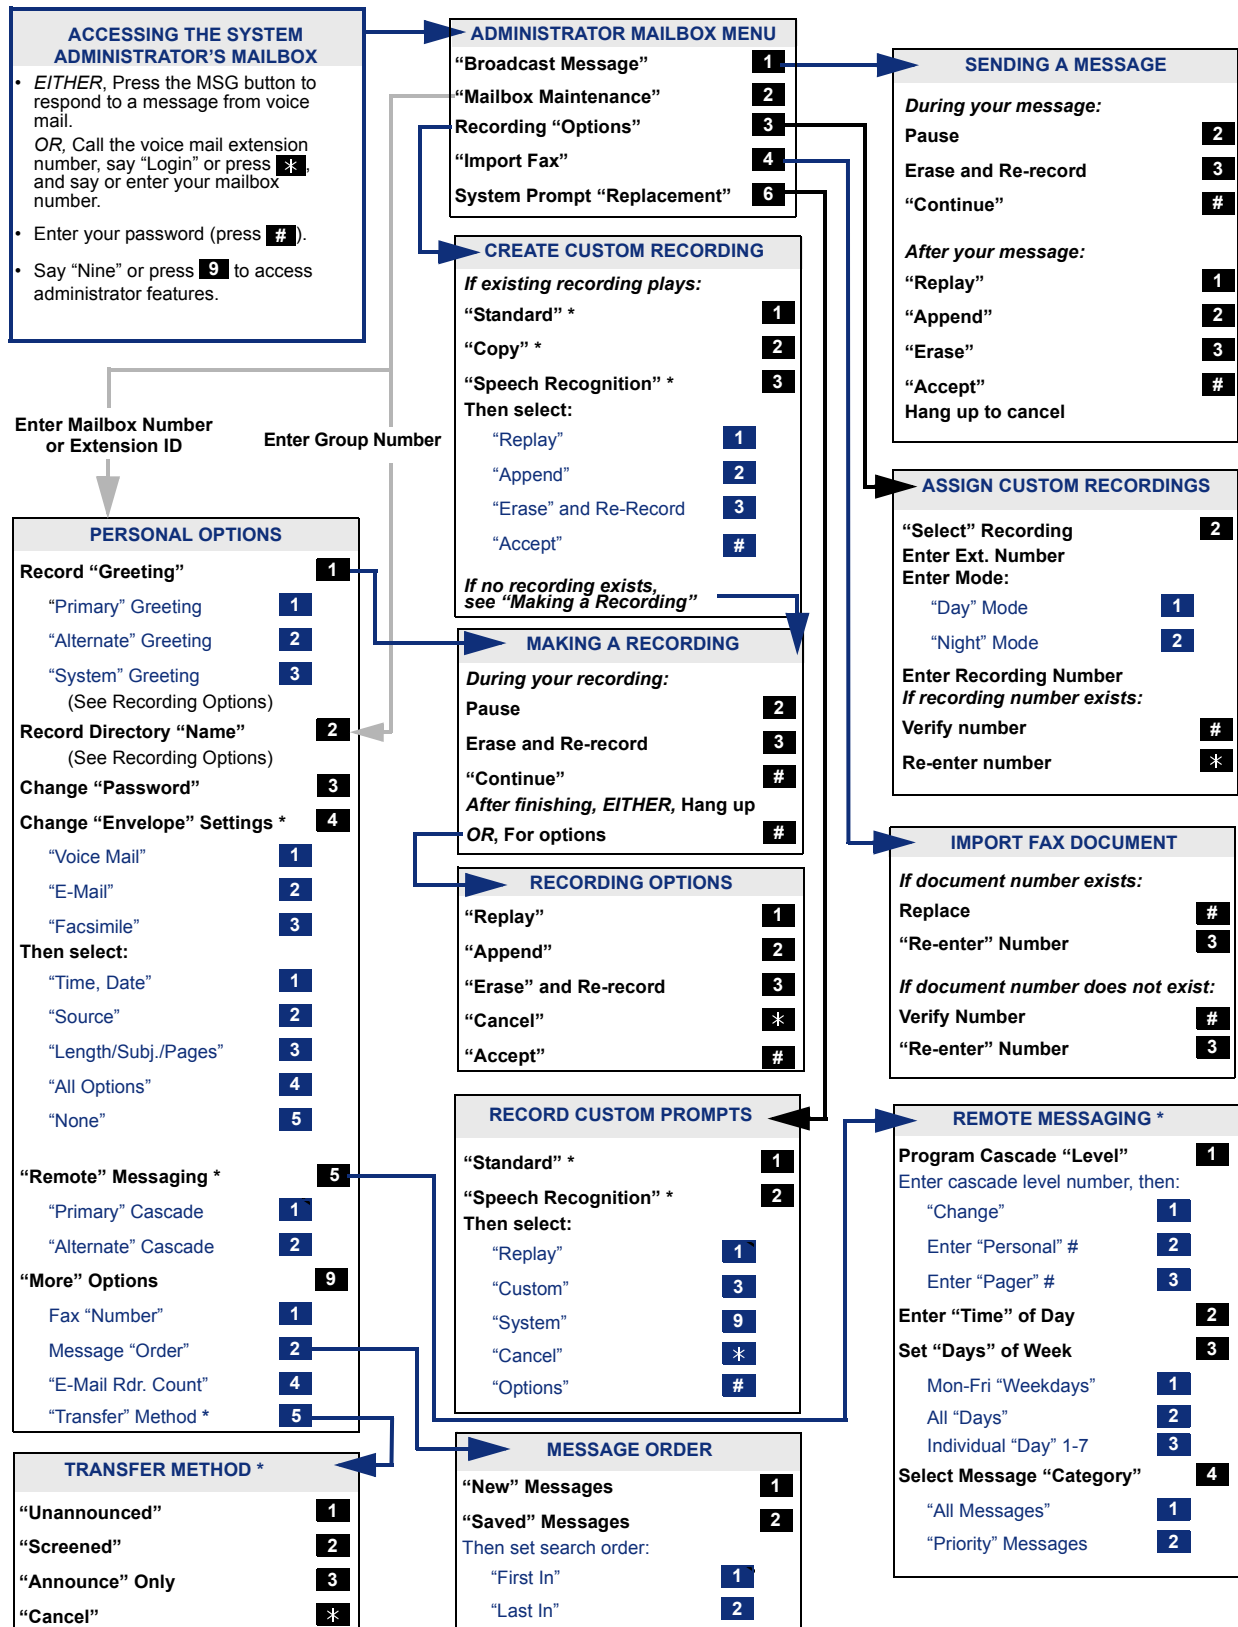 ACCESSING THE SYSTEM
ADMINISTRATOR'S MAILBOX
• EITHER, Press the MSG button to
respond to a message from voice
mail.
OR, Call the voice mail extension
number, say “Login” or press *,
and say or enter your mailbox
number.
• Enter your password (press # ).
• Say “Nine” or press 9 to access
administrator features.
ADMINISTRATOR MAILBOX MENU
“Broadcast Message” 1
“Mailbox Maintenance” 2
Recording “Options” 3
“Import Fax” 4
System Prompt “Replacement” 6
SENDING A MESSAGE
During your message:
Pause 2
Erase and Re-record 3
“Continue” #
After your message:
“Replay” 1
“Append” 2
“Erase” 3
“Accept” #
Hang up to cancel
CREATE CUSTOM RECORDING
If existing recording plays:
“Standard” * 1
“Copy” * 2
“Speech Recognition” * 3
Then select:
“Replay” 1
“Append” 2
“Erase” and Re-Record 3
“Accept” #
If no recording exists,
see “Making a Recording”
Enter Mailbox Number
or Extension ID
Enter Group Number
ASSIGN CUSTOM RECORDINGS
“Select” Recording 2
Enter Ext. Number
Enter Mode:
“Day” Mode 1
“Night” Mode 2
Enter Recording Number
If recording number exists:
Verify number #
Re-enter number *
PERSONAL OPTIONS
Record “Greeting” 1
“Primary” Greeting 1
“Alternate” Greeting 2
“System” Greeting 3
(See Recording Options)
Record Directory “Name” 2
(See Recording Options)
Change “Password” 3
Change “Envelope” Settings * 4
“Voice Mail” 1
“E-Mail” 2
“Facsimile” 3
Then select:
“Time, Date” 1
“Source” 2
“Length/Subj./Pages” 3
“All Options” 4
“None” 5
“Remote” Messaging * 5
“Primary” Cascade 1
“Alternate” Cascade 2
“More” Options 9
Fax “Number” 1
Message “Order” 2
“E-Mail Rdr. Count” 4
“Transfer” Method * 5
MAKING A RECORDING
During your recording:
Pause 2
Erase and Re-record 3
“Continue” #
After finishing, EITHER, Hang up
OR, For options #
RECORDING OPTIONS
“Replay” 1
“Append” 2
“Erase” and Re-record 3
“Cancel” *
“Accept” #
IMPORT FAX DOCUMENT
If document number exists:
Replace #
“Re-enter” Number 3
If document number does not exist:
Verify Number #
“Re-enter” Number 3
RECORD CUSTOM PROMPTS
“Standard” * 1
“Speech Recognition” * 2
Then select:
“Replay” 1
“Custom” 3
“System” 9
“Cancel” *
“Options” #
REMOTE MESSAGING *
Program Cascade “Level” 1
Enter cascade level number, then:
“Change” 1
Enter “Personal” # 2
Enter “Pager” # 3
Enter “Time” of Day 2
Set “Days” of Week 3
Mon-Fri “Weekdays” 1
All “Days” 2
Individual “Day” 1-7 3
Select Message “Category” 4
“All Messages” 1
“Priority” Messages 2
TRANSFER METHOD *
“Unannounced” 1
“Screened” 2
“Announce” Only 3
“Cancel” *
MESSAGE ORDER
“New” Messages 1
“Saved” Messages 2
Then set search order:
“First In” 1
“Last In” 2